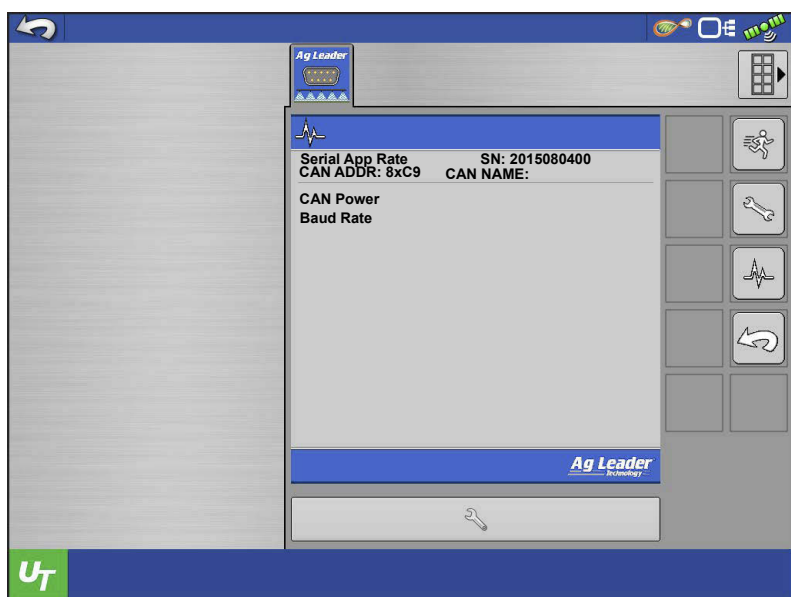 Ag Leader
Serial App Rate SN: 2015080400
CAN ADDR: 8xC9 CAN NAME:
CAN Power
Baud Rate
Ag Leader
Technology
UT